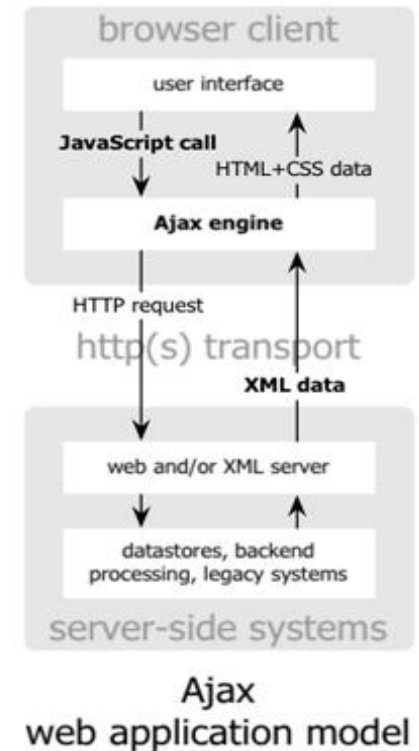 browser client
user interface
JavaScript call
HTML+CSS data
Ajax engine
HTTP request
http(s) transport
XML data
web and/or XML server
datastores, backend
processing, legacy systems
server-side systems
Ajax
web application model